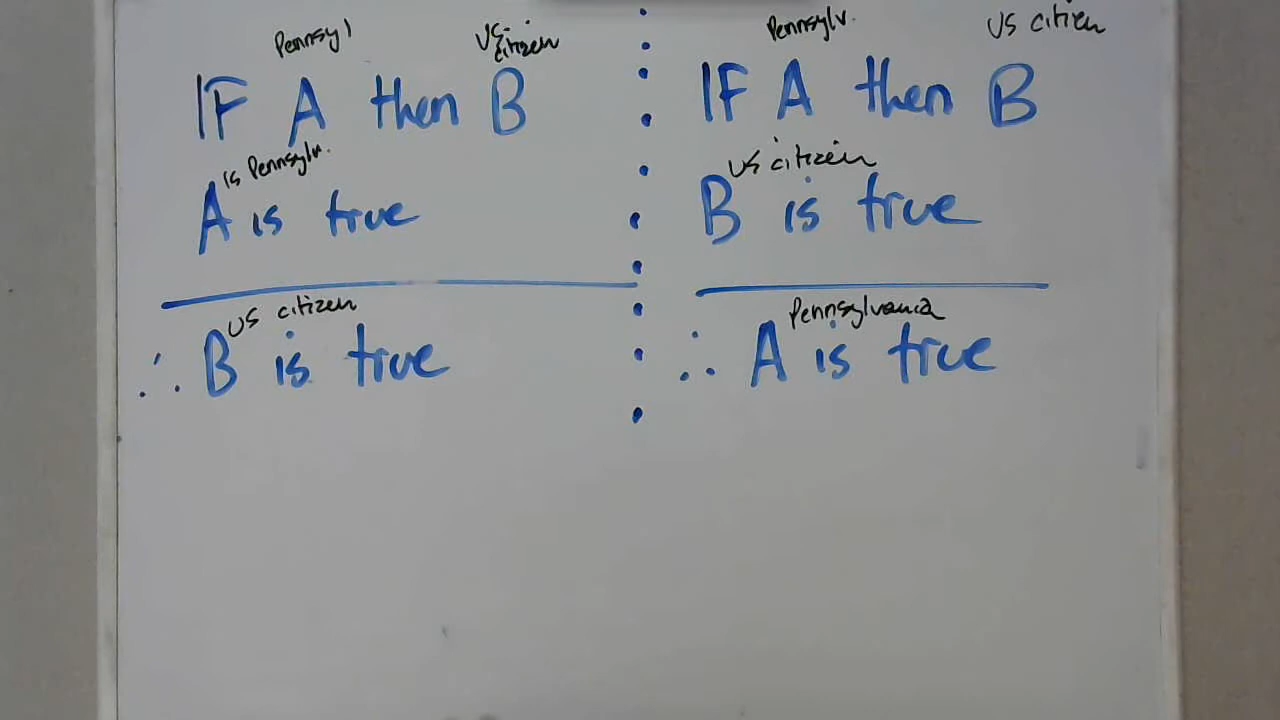 Pennsyl
US citizen
IF A then B
is Pennsylv.
A is true
US citizen
∴ B is true
Pennsylv.
US citien
IF A then B
US citizen
B is true
Pennsylvania
∴ A is true